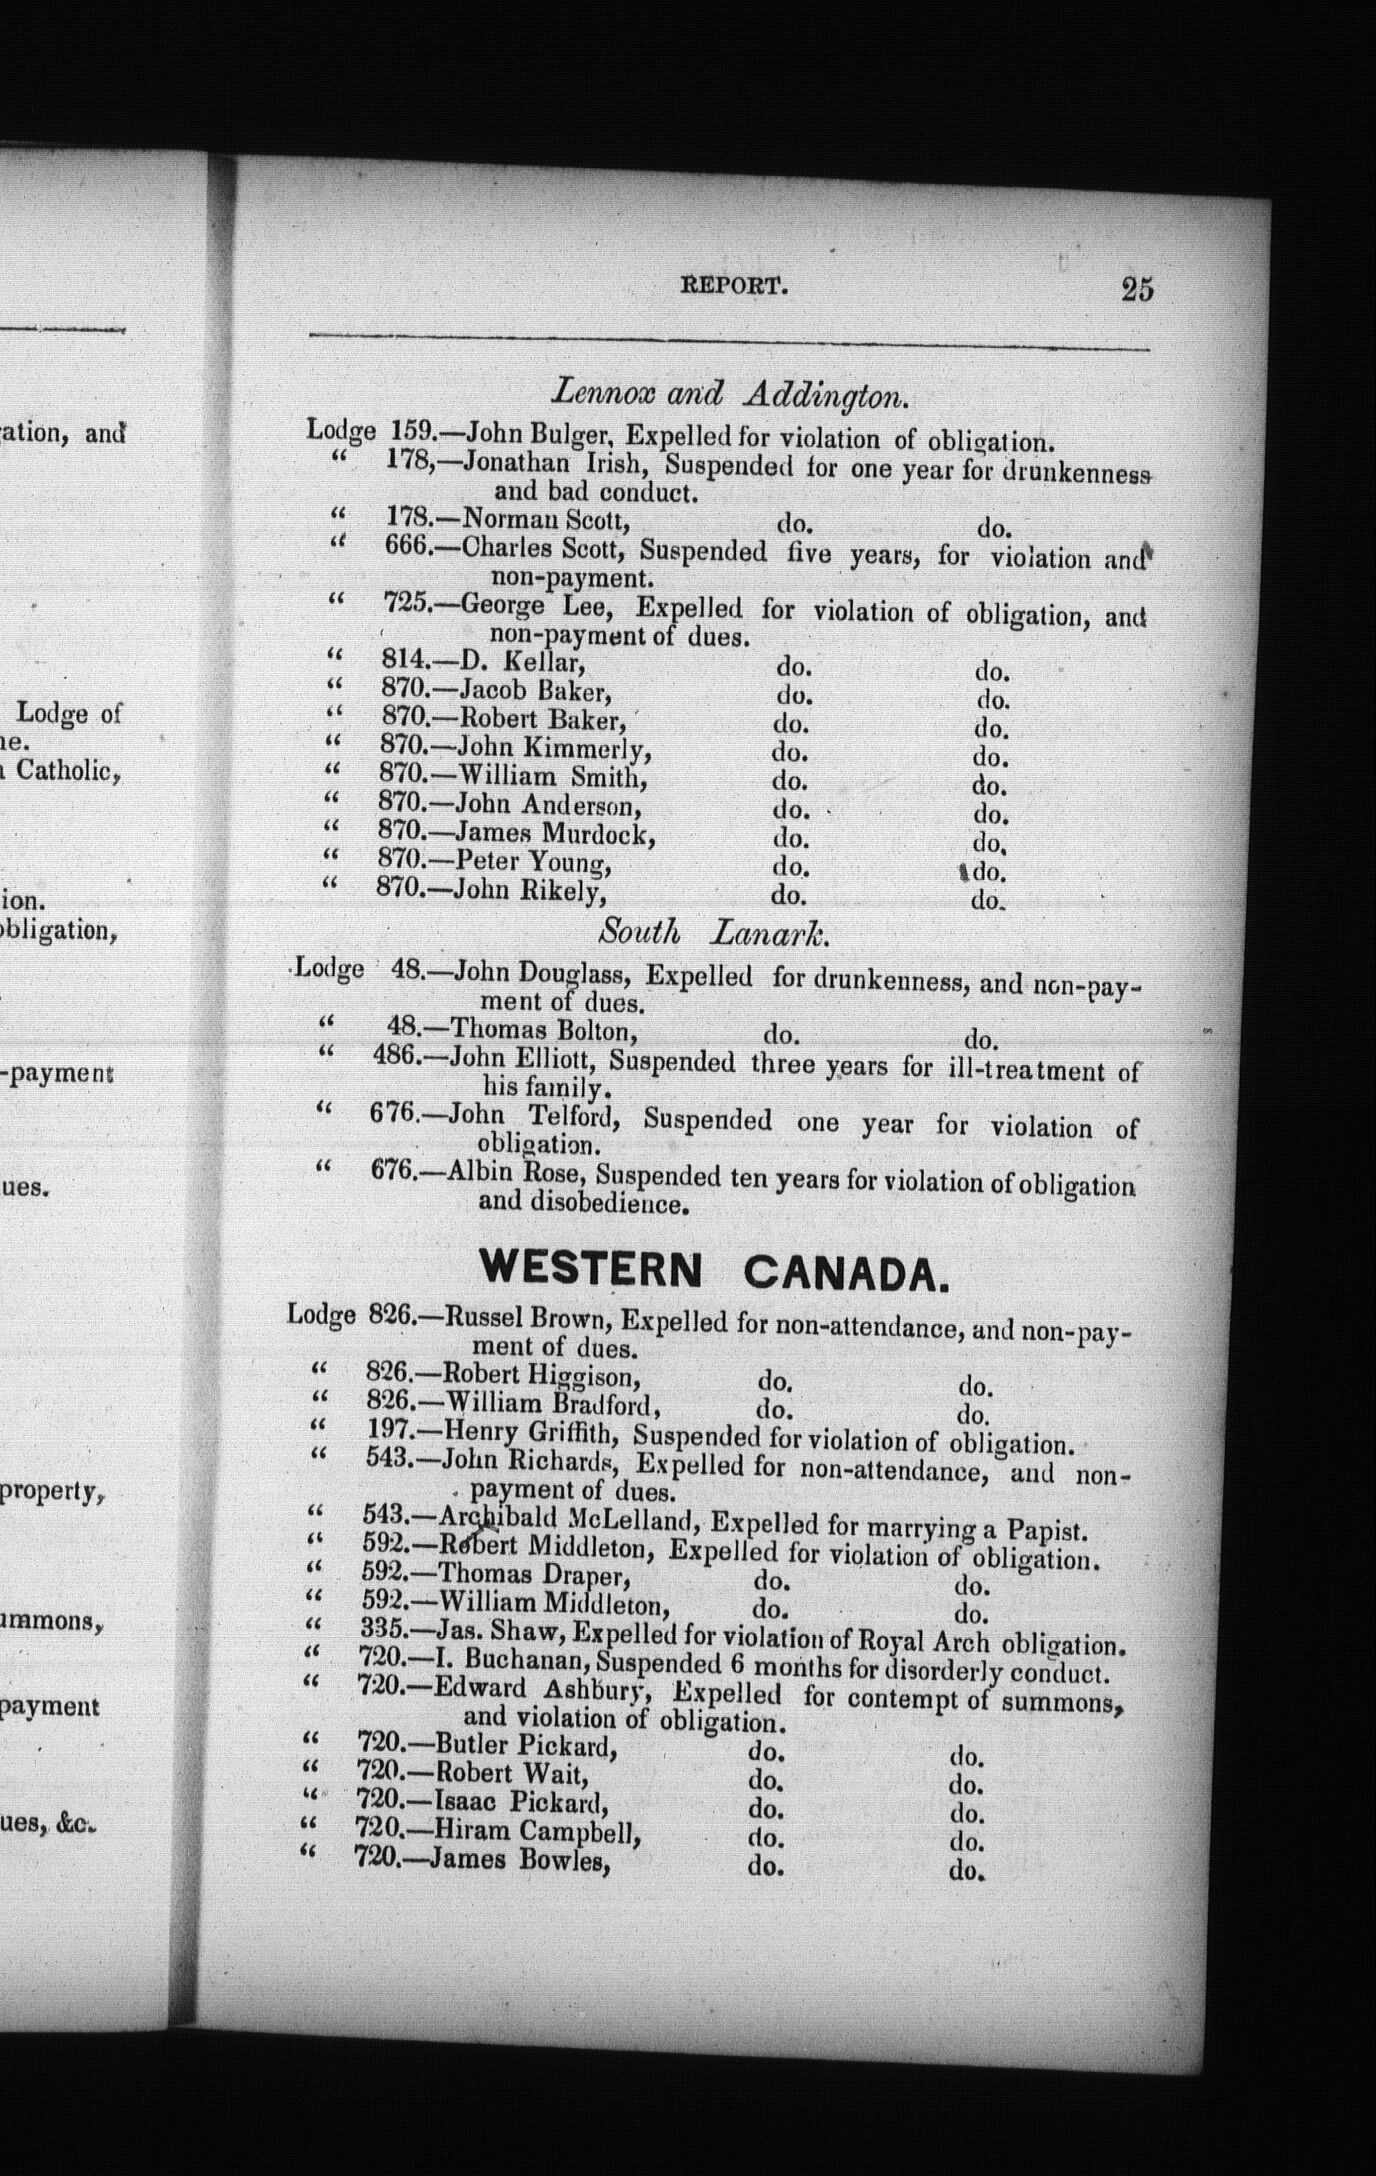 REPORT. 25
Lennox and Addington.
Lodge 159.—John Bulger, Expelled for violation of obligation.
“ 178,—Jonathan Irish, Suspended for one year for drunkenness
and bad conduct.
“ 178.—Norman Scott, do. do.
“ 666.—Charles Scott, Suspended five years, for violation and
non-payment.
“ 725.—George Lee, Expelled for violation of obligation, and
non-payment of dues.
“ 814.—D. Kellar, do. do.
“ 870.—Jacob Baker, do. do.
“ 870.—Robert Baker, do. do.
“ 870.—John Kimmerly, do. do.
“ 870.—William Smith, do. do.
“ 870.—John Anderson, do. do.
“ 870.—James Murdock, do. do.
“ 870.—Peter Young, do. do.
“ 870.—John Rikely, do. do.
South Lanark.
Lodge 48.—John Douglass, Expelled for drunkenness, and non-pay-
ment of dues.
“ 48.—Thomas Bolton, do. do.
“ 486.—John Elliott, Suspended three years for ill-treatment of
his family.
“ 676.—John Telford, Suspended one year for violation of
obligation.
“ 676.—Albin Rose, Suspended ten years for violation of obligation
and disobedience.
WESTERN CANADA.
Lodge 826.—Russel Brown, Expelled for non-attendance, and non-pay-
ment of dues.
“ 826.—Robert Higgison, do. do.
“ 826.—William Bradford, do. do.
“ 197.—Henry Griffith, Suspended for violation of obligation.
“ 543.—John Richards, Expelled for non-attendance, and non-
payment of dues.
“ 543.—Archibald McLelland, Expelled for marrying a Papist.
“ 592.—Robert Middleton, Expelled for violation of obligation.
“ 592.—Thomas Draper, do. do.
“ 592.—William Middleton, do. do.
“ 335.—Jas. Shaw, Expelled for violation of Royal Arch obligation.
“ 720.—I. Buchanan, Suspended 6 months for disorderly conduct.
“ 720.—Edward Ashbury, Expelled for contempt of summons,
and violation of obligation.
“ 720.—Butler Pickard, do. do.
“ 720.—Robert Wait, do. do.
“ 720.—Isaac Pickard, do. do.
“ 720.—Hiram Campbell, do. do.
“ 720.—James Bowles, do. do.